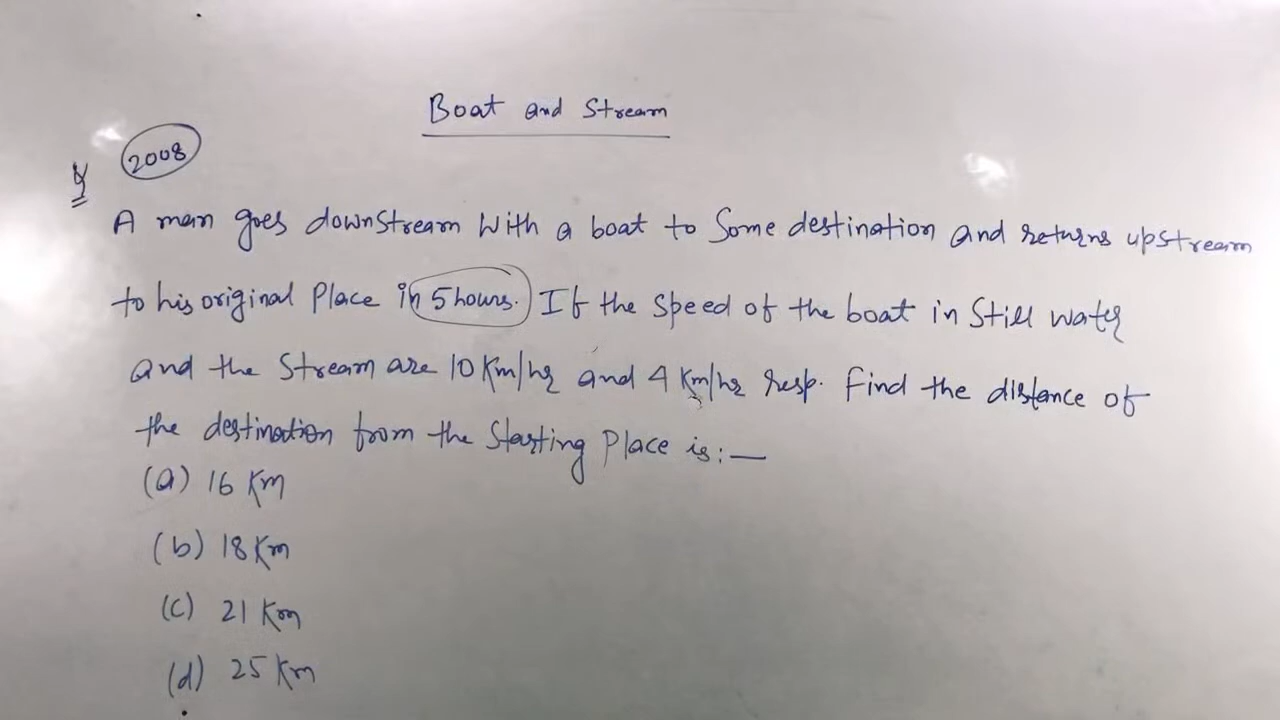 Boat and Stream
Q 2008
A man goes downstream with a boat to Some destination and returns upstream
to his original Place in 5 hours. If the Speed of the boat in Still water
and the Stream are 10 Km/hr and 4 Km/hr resp. Find the distance of
the destination from the Starting Place is:—
(a) 16 Km
(b) 18 Km
(c) 21 Km
(d) 25 Km